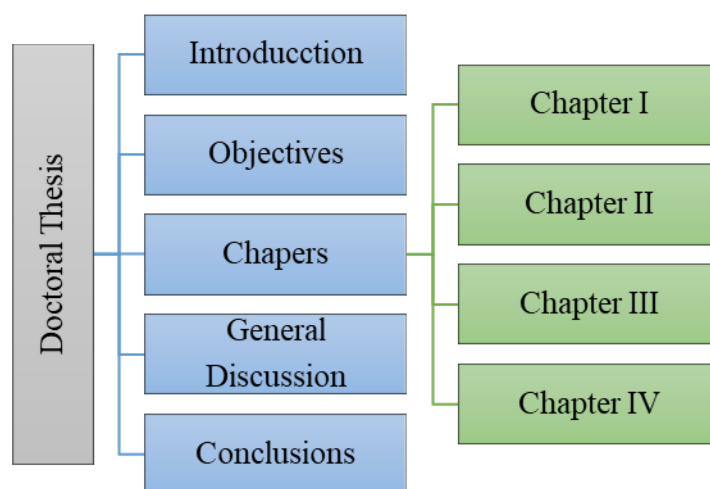 Doctoral Thesis
Introducction
Objectives
Chapers
General
Discussion
Conclusions
Chapter I
Chapter II
Chapter III
Chapter IV